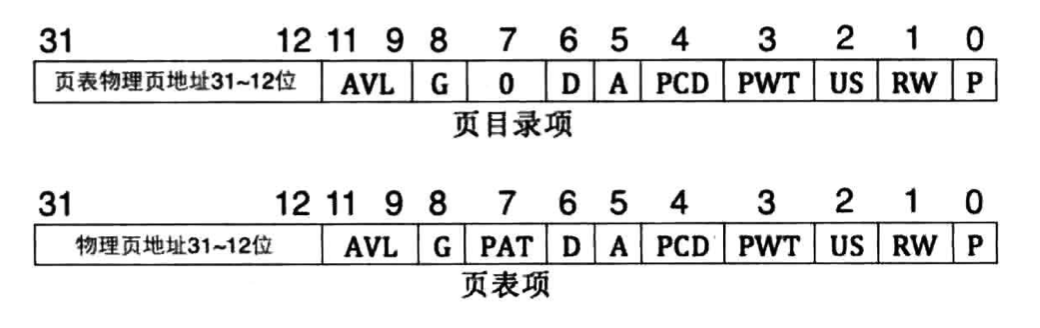 31 12 11 9 8 7 6 5 4 3 2 1 0
页表物理页地址31~12位 AVL G 0 D A PCD PWT US RW P
页目录项
31 12 11 9 8 7 6 5 4 3 2 1 0
物理页地址31~12位 AVL G PAT D A PCD PWT US RW P
页表项